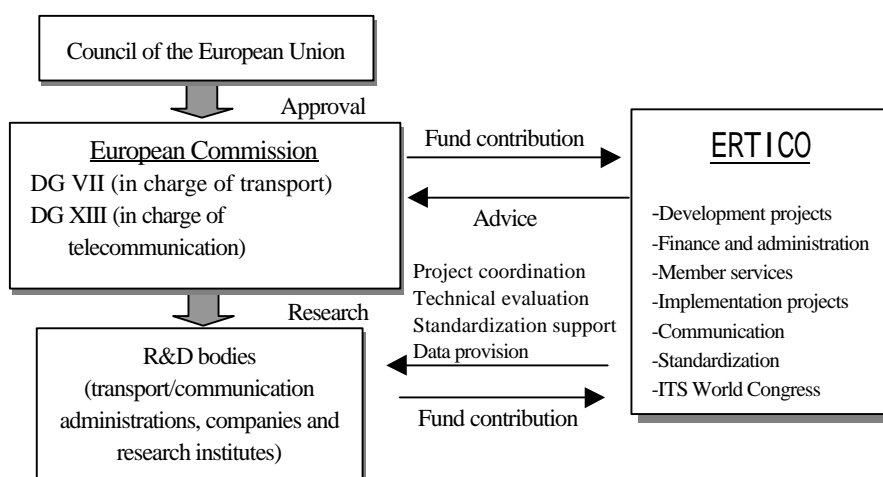 Council of the European Union
Approval
European Commission
DG VII (in charge of transport)
DG XIII (in charge of
telecommunication)
Fund contribution
Advice
ERTICO
-Development projects
-Finance and administration
-Member services
-Implementation projects
-Communication
-Standardization
-ITS World Congress
Project coordination
Technical evaluation
Standardization support
Data provision
Research
R&D bodies
(transport/communication
administrations, companies and
research institutes)
Fund contribution